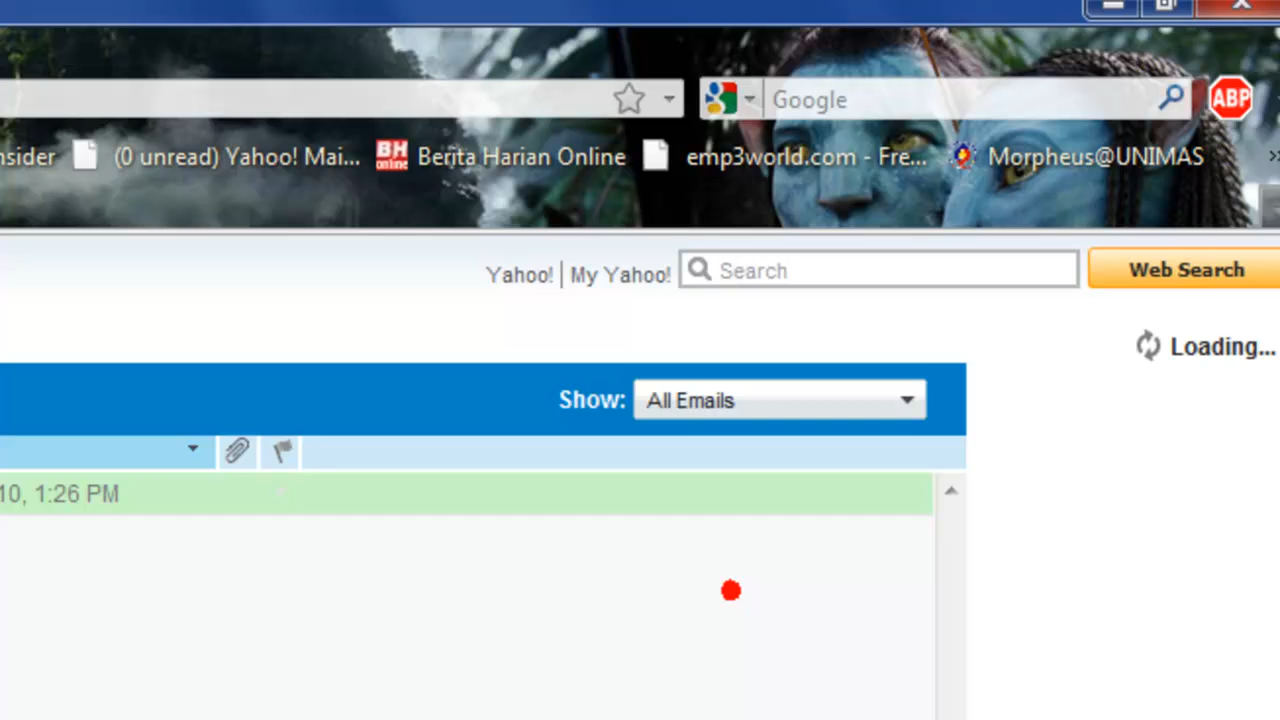 Google
ABP
nsider (0 unread) Yahoo! Mai... BH online Berita Harian Online emp3world.com - Fre... Morpheus@UNIMAS
Yahoo! | My Yahoo! Search Web Search
Loading...
Show: All Emails
10, 1:26 PM